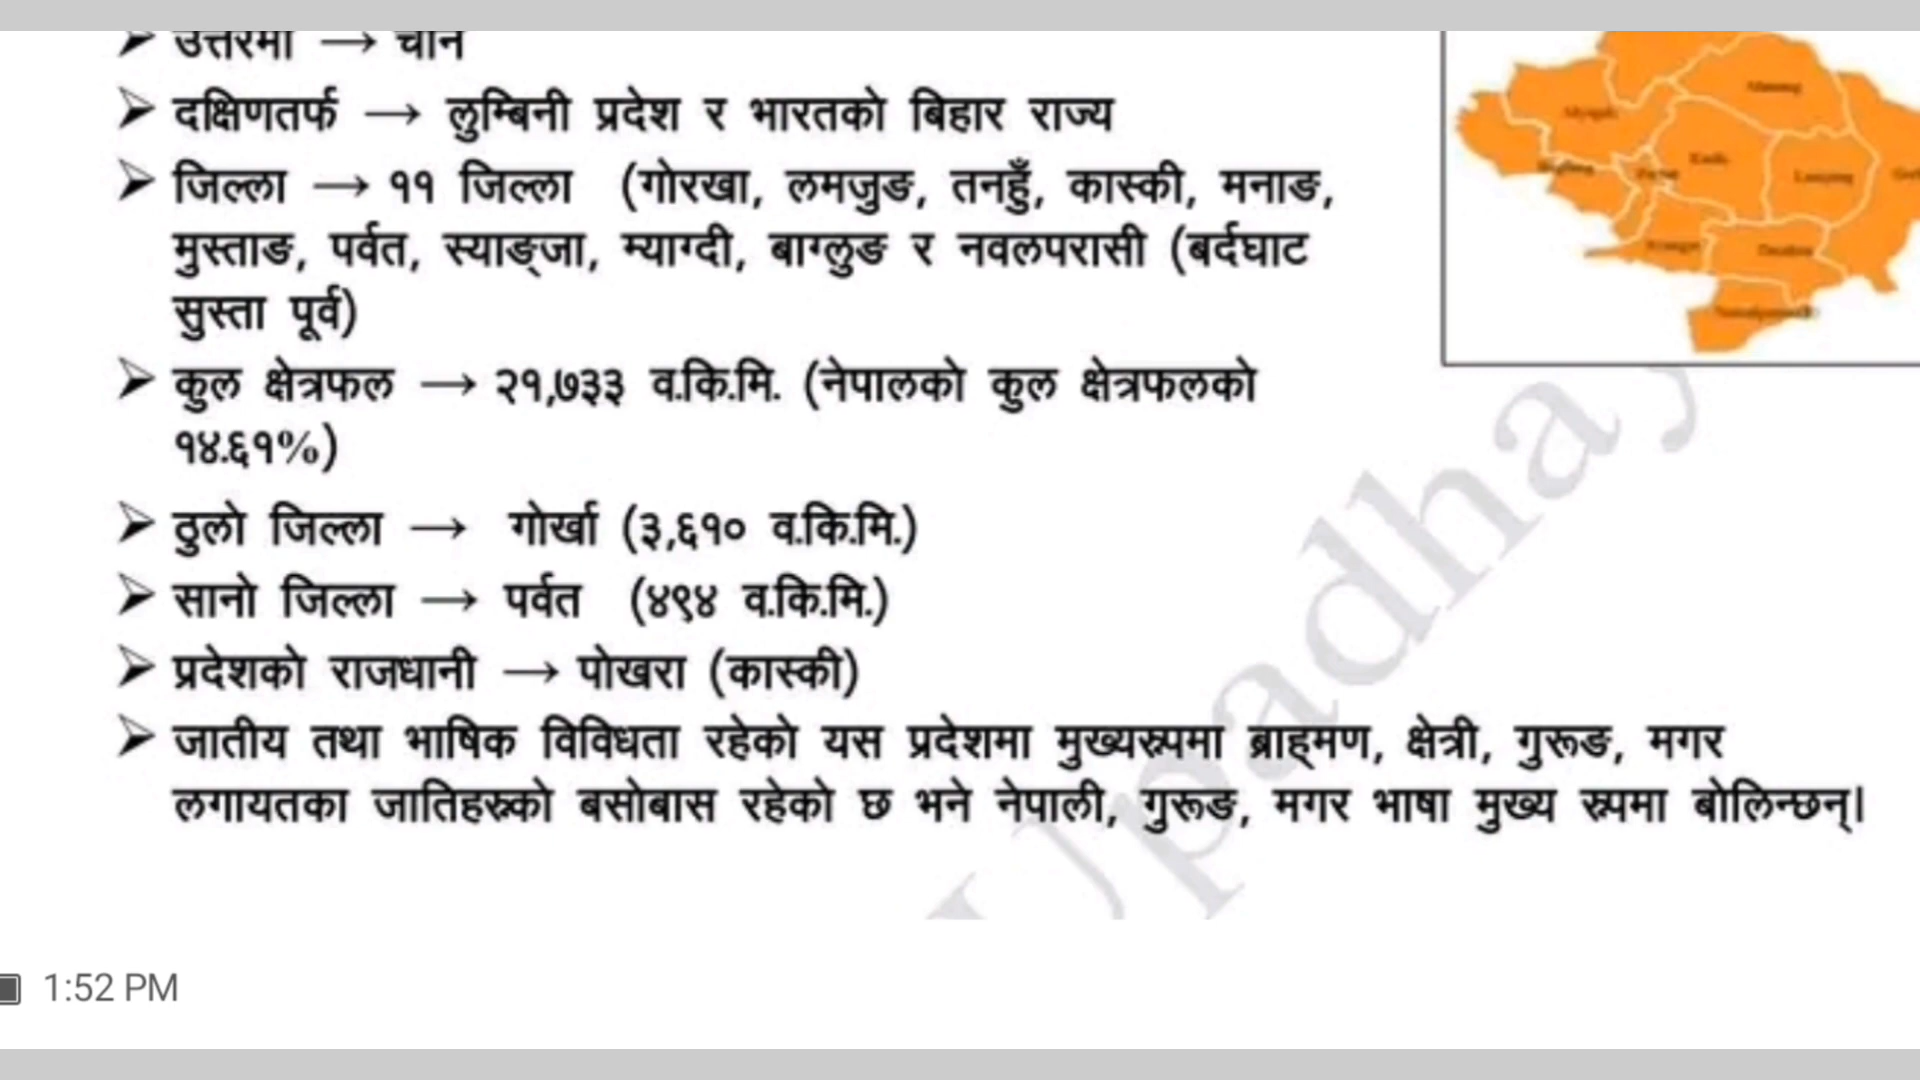 ➢ उत्तरमा → चीन
➢ दक्षिणतर्फ → लुम्बिनी प्रदेश र भारतको बिहार राज्य
➢ जिल्ला → ११ जिल्ला (गोरखा, लमजुङ, तनहुँ, कास्की, मनाङ,
मुस्ताङ, पर्वत, स्याङ्जा, म्याग्दी, बाग्लुङ र नवलपरासी (बर्दघाट
सुस्ता पूर्व)
➢ कुल क्षेत्रफल → २१,७३३ व.कि.मि. (नेपालको कुल क्षेत्रफलको
१४.६१%)
➢ ठुलो जिल्ला → गोर्खा (३,६१० व.कि.मि.)
➢ सानो जिल्ला → पर्वत (४९४ व.कि.मि.)
➢ प्रदेशको राजधानी → पोखरा (कास्की)
➢ जातीय तथा भाषिक विविधता रहेको यस प्रदेशमा मुख्यरुपमा ब्राह्मण, क्षेत्री, गुरूङ, मगर
लगायतका जातिहरुको बसोबास रहेको छ भने नेपाली, गुरूङ, मगर भाषा मुख्य रुपमा बोलिन्छन्।
Upadhay
1:52 PM